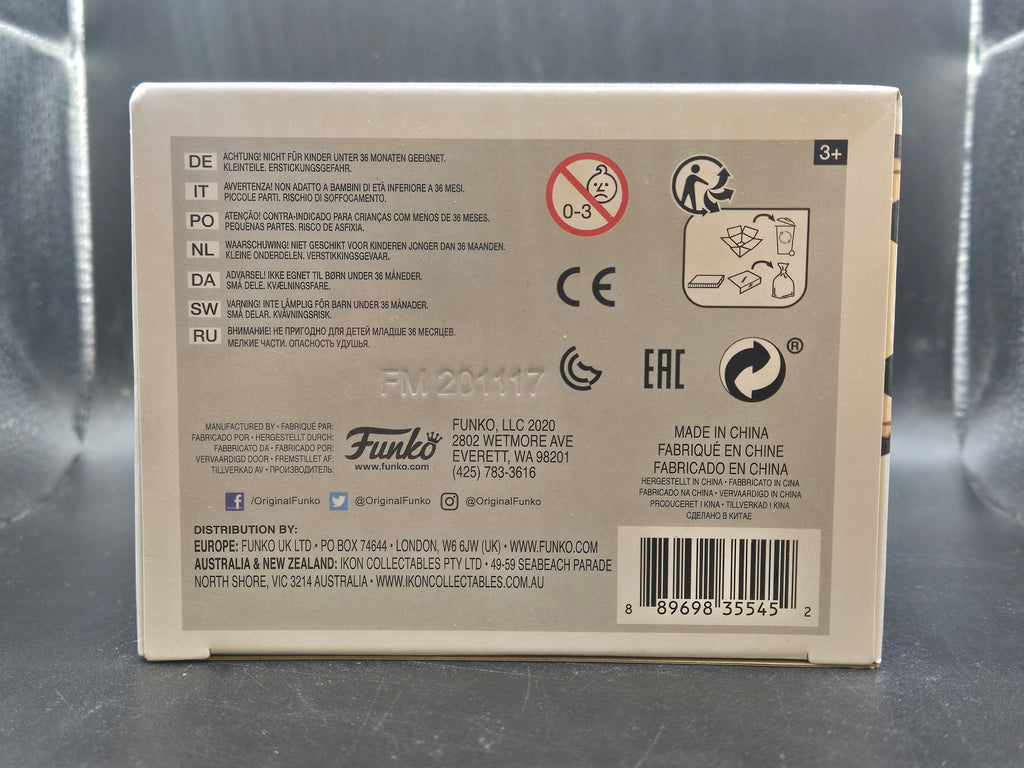 DE ACHTUNG! NICHT FÜR KINDER UNTER 36 MONATEN GEEIGNET.
KLEINTEILE. ERSTICKUNGSGEFAHR.
IT AVVERTENZA! NON ADATTO A BAMBINI DI ETÀ INFERIORE A 36 MESI.
PICCOLE PARTI. RISCHIO DI SOFFOCAMENTO.
PO ATENÇÃO! CONTRA-INDICADO PARA CRIANÇAS COM MENOS DE 36 MESES.
PEQUENAS PARTES. RISCO DE ASFIXIA.
NL WAARSCHUWING! NIET GESCHIKT VOOR KINDEREN JONGER DAN 36 MAANDEN.
KLEINE ONDERDELEN. VERSTIKKINGSGEVAAR.
DA ADVARSEL! IKKE EGNET TIL BØRN UNDER 36 MÅNEDER.
SMÅ DELE. KVÆLNINGSFARE.
SW VARNING! INTE LÄMPLIG FÖR BARN UNDER 36 MÅNADER.
SMÅ DELAR. KVÄVNINGSRISK.
RU ВНИМАНИЕ! НЕ ПРИГОДНО ДЛЯ ДЕТЕЙ МЛАДШЕ 36 МЕСЯЦЕВ.
МЕЛКИЕ ЧАСТИ. ОПАСНОСТЬ УДУШЬЯ.
0-3
3+
CE
EAC
®
FM 201117
MANUFACTURED BY • FABRIQUÉ PAR:
FABRICADO POR • HERGESTELLT DURCH:
FABBRICATO DA • FABRICADO POR:
VERVAARDIGD DOOR • FREMSTILLET AF:
TILLVERKAD AV • ПРОИЗВОДИТЕЛЬ:
Funko
www.funko.com
FUNKO, LLC 2020
2802 WETMORE AVE
EVERETT, WA 98201
(425) 783-3616
MADE IN CHINA
FABRIQUÉ EN CHINE
FABRICADO EN CHINA
HERGESTELLT IN CHINA • FABBRICATO IN CINA
FABRICADO NA CHINA • VERVAARDIGD IN CHINA
PRODUCERET I KINA • TILLVERKAD I KINA
СДЕЛАНО В КИТАЕ
f /OriginalFunko @OriginalFunko @OriginalFunko
DISTRIBUTION BY:
EUROPE: FUNKO UK LTD • PO BOX 74644 • LONDON, W6 6JW (UK) • WWW.FUNKO.COM
AUSTRALIA & NEW ZEALAND: IKON COLLECTABLES PTY LTD • 49-59 SEABEACH PARADE
NORTH SHORE, VIC 3214 AUSTRALIA • WWW.IKONCOLLECTABLES.COM.AU
8 89698 35545 2